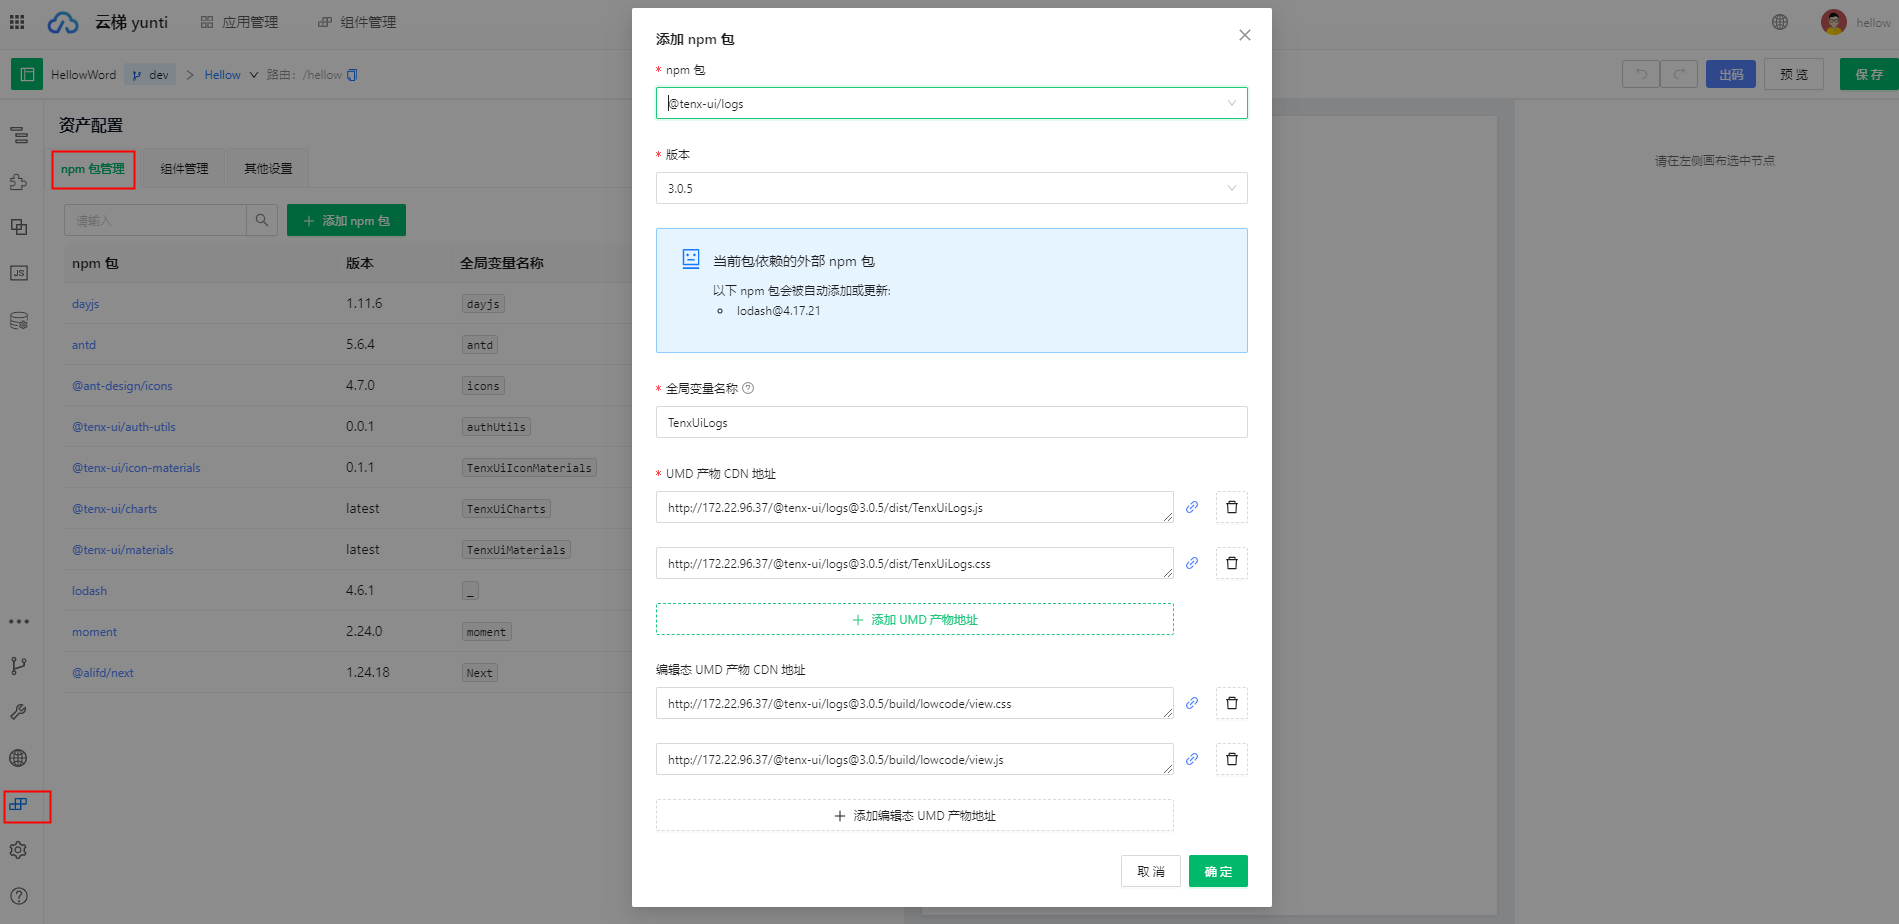 云梯 yunti
应用管理
组件管理
hellow
HellowWord
dev
Hellow
路由: /hellow
出码
预 览
保 存
资产配置
npm 包管理
组件管理
其他设置
请输入
添加 npm 包
npm 包 版本 全局变量名称
dayjs 1.11.6 dayjs
antd 5.6.4 antd
@ant-design/icons 4.7.0 icons
@tenx-ui/auth-utils 0.0.1 authUtils
@tenx-ui/icon-materials 0.1.1 TenxUiIconMaterials
@tenx-ui/charts latest TenxUiCharts
@tenx-ui/materials latest TenxUiMaterials
lodash 4.6.1 _
moment 2.24.0 moment
@alifd/next 1.24.18 Next
JS
添加 npm 包
* npm 包
@tenx-ui/logs
* 版本
3.0.5
当前包依赖的外部 npm 包
以下 npm 包会被自动添加或更新:
lodash@4.17.21
* 全局变量名称
TenxUiLogs
* UMD 产物 CDN 地址
http://172.22.96.37/@tenx-ui/logs@3.0.5/dist/TenxUiLogs.js
http://172.22.96.37/@tenx-ui/logs@3.0.5/dist/TenxUiLogs.css
添加 UMD 产物地址
编辑态 UMD 产物 CDN 地址
http://172.22.96.37/@tenx-ui/logs@3.0.5/build/lowcode/view.css
http://172.22.96.37/@tenx-ui/logs@3.0.5/build/lowcode/view.js
添加编辑态 UMD 产物地址
取 消
确 定
请在左侧画布选中节点